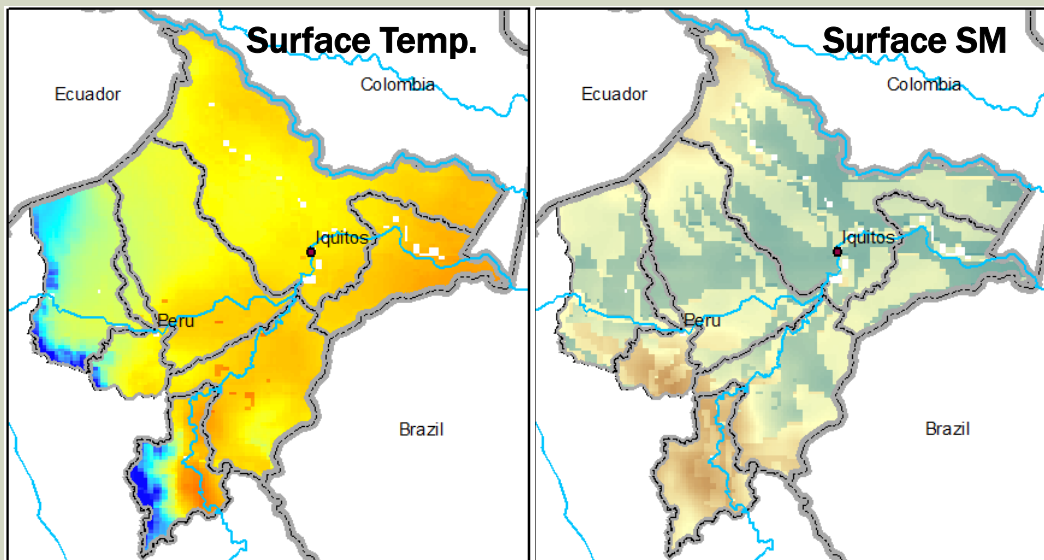 Surface Temp.
Ecuador
Colombia
Iquitos
Peru
Brazil
Surface SM
Ecuador
Colombia
Iquitos
Peru
Brazil